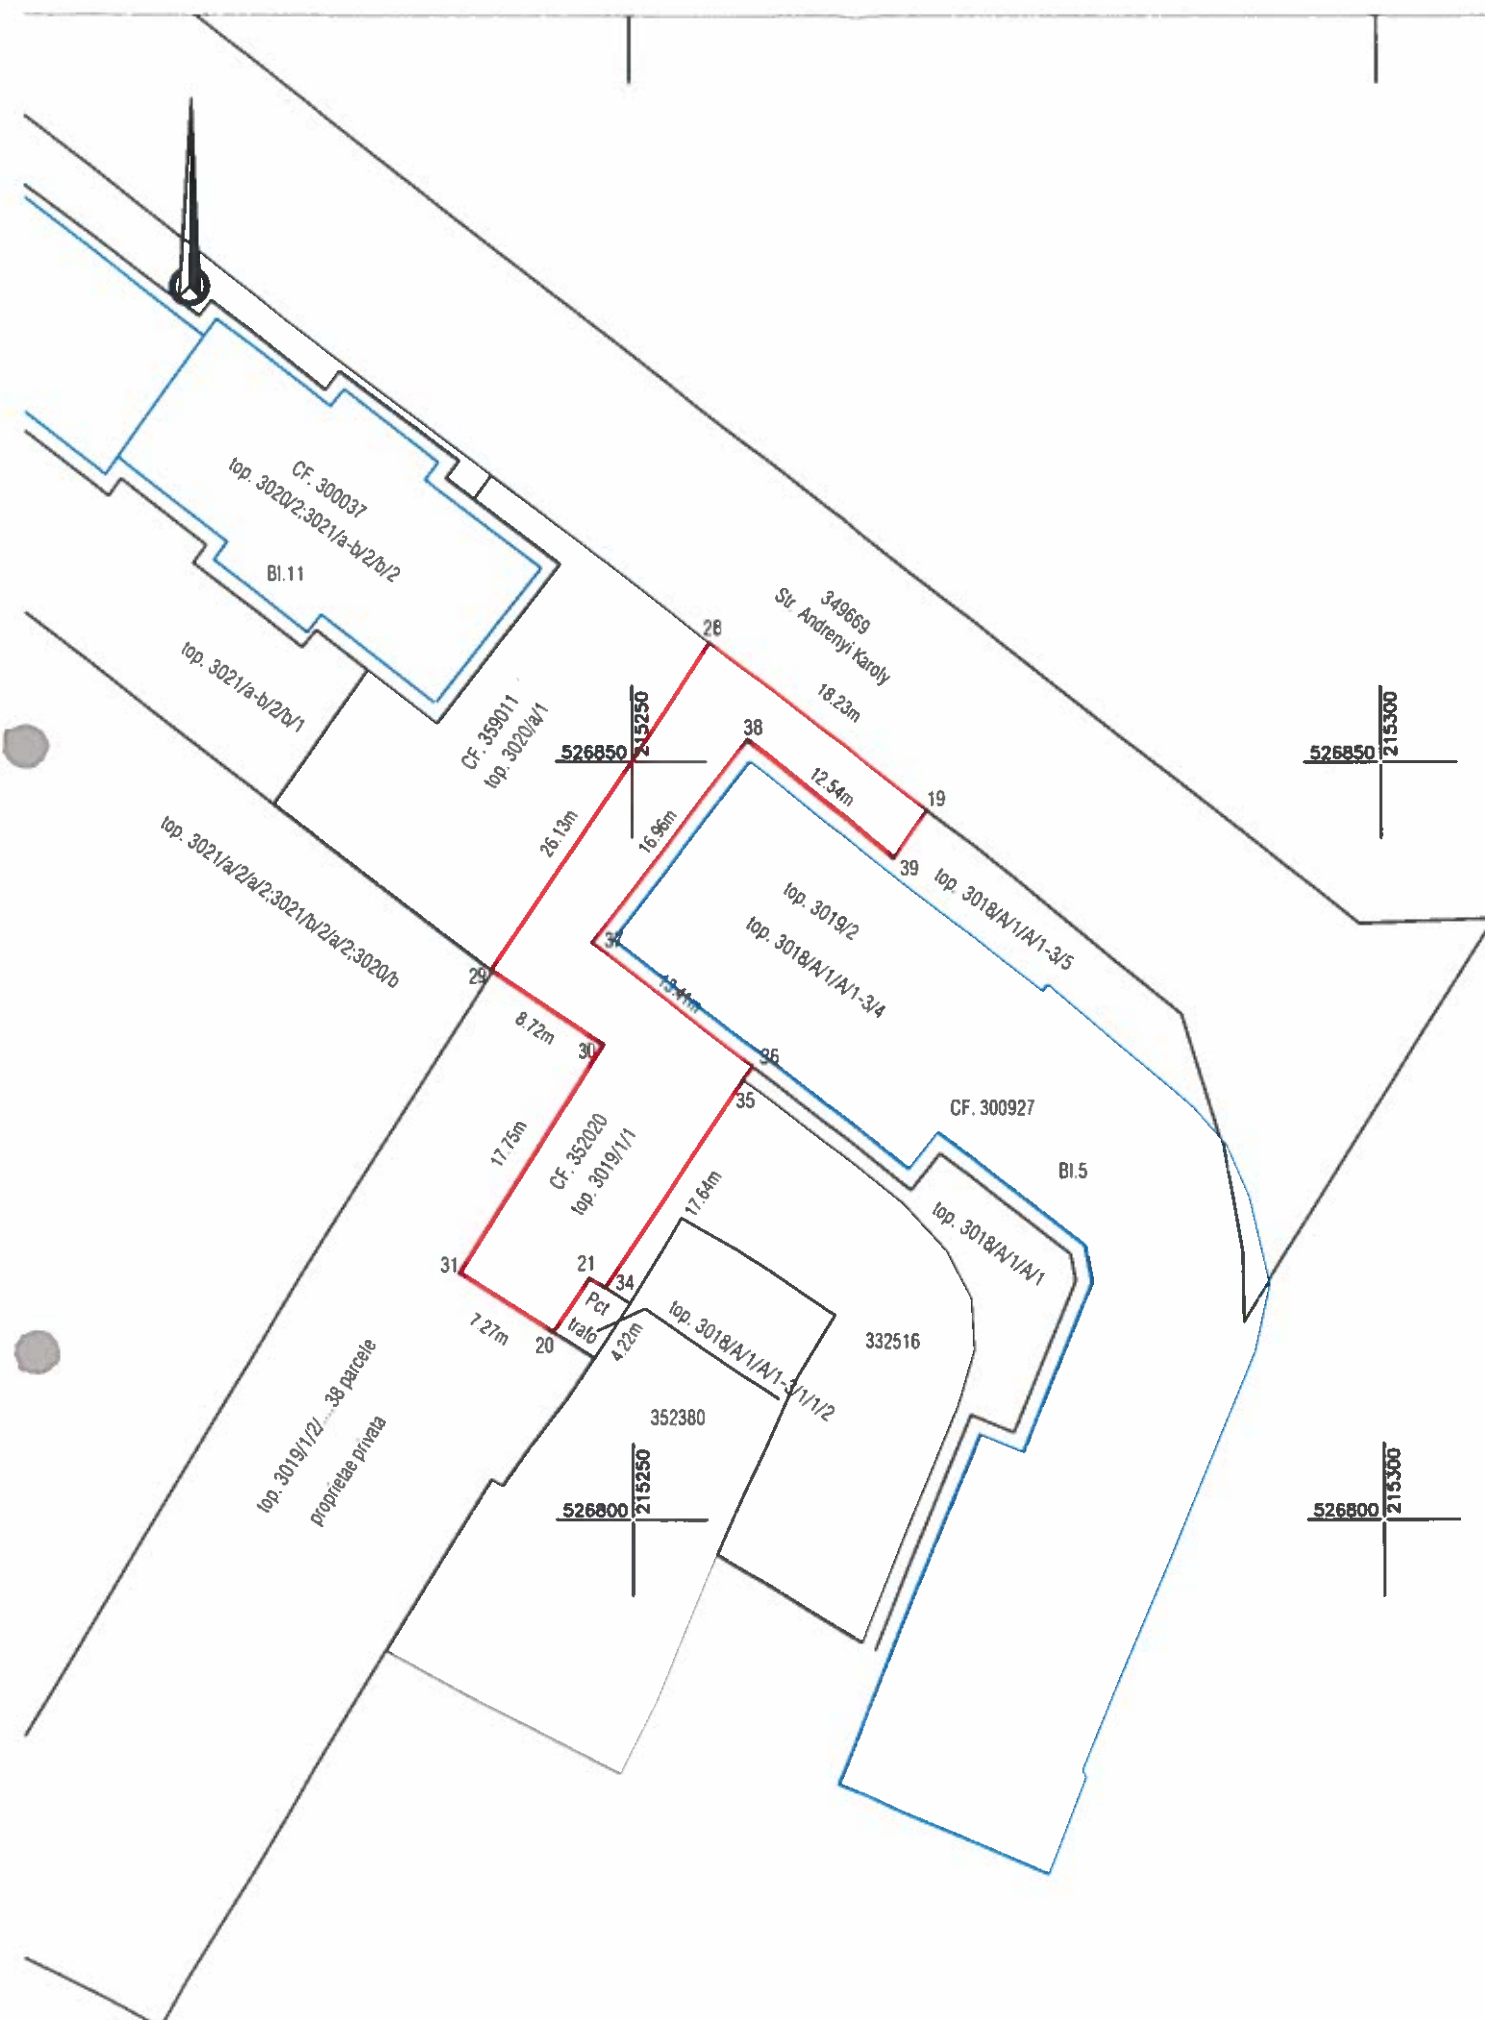 CF. 300037
top. 3020/2;3021/a-b/2/b/2
Bl.11
349669
Str. Andrenyi Karoly
28
top. 3021/a-b/2/b/1
CF. 359011
top. 3020/a/1
18.23m
215250
526850
215300
526850
38
12.54m
19
26.13m
16.96m
39
top. 3021/a/2/a/2;3021/b/2/a/2;3020/b
top. 3019/2
top. 3018/A/1/A/1-3/4
top. 3018/A/1/A/1-3/5
37
29
13.41m
8.72m
30
36
35
CF. 300927
17.75m
CF. 352020
top. 3019/1/1
Bl.5
17.64m
top. 3018/A/1/A/1
31
21
34
Pct
trafo
7.27m
20
4.22m
top. 3018/A/1/A/1-3/1/1/2
332516
top. 3019/1/2/....38 parcele
proprietae privata
352380
215250
526800
215300
526800